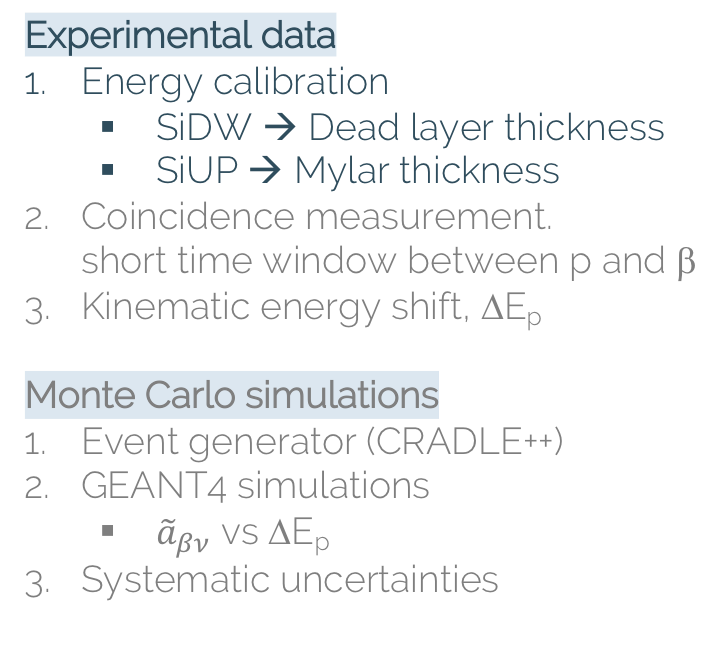 Experimental data
1. Energy calibration
▪ SiDW → Dead layer thickness
▪ SiUP → Mylar thickness
2. Coincidence measurement.
short time window between p and β
3. Kinematic energy shift, ΔEₚ
Monte Carlo simulations
1. Event generator (CRADLE++)
2. GEANT4 simulations
▪ ãβν vs ΔEₚ
3. Systematic uncertainties